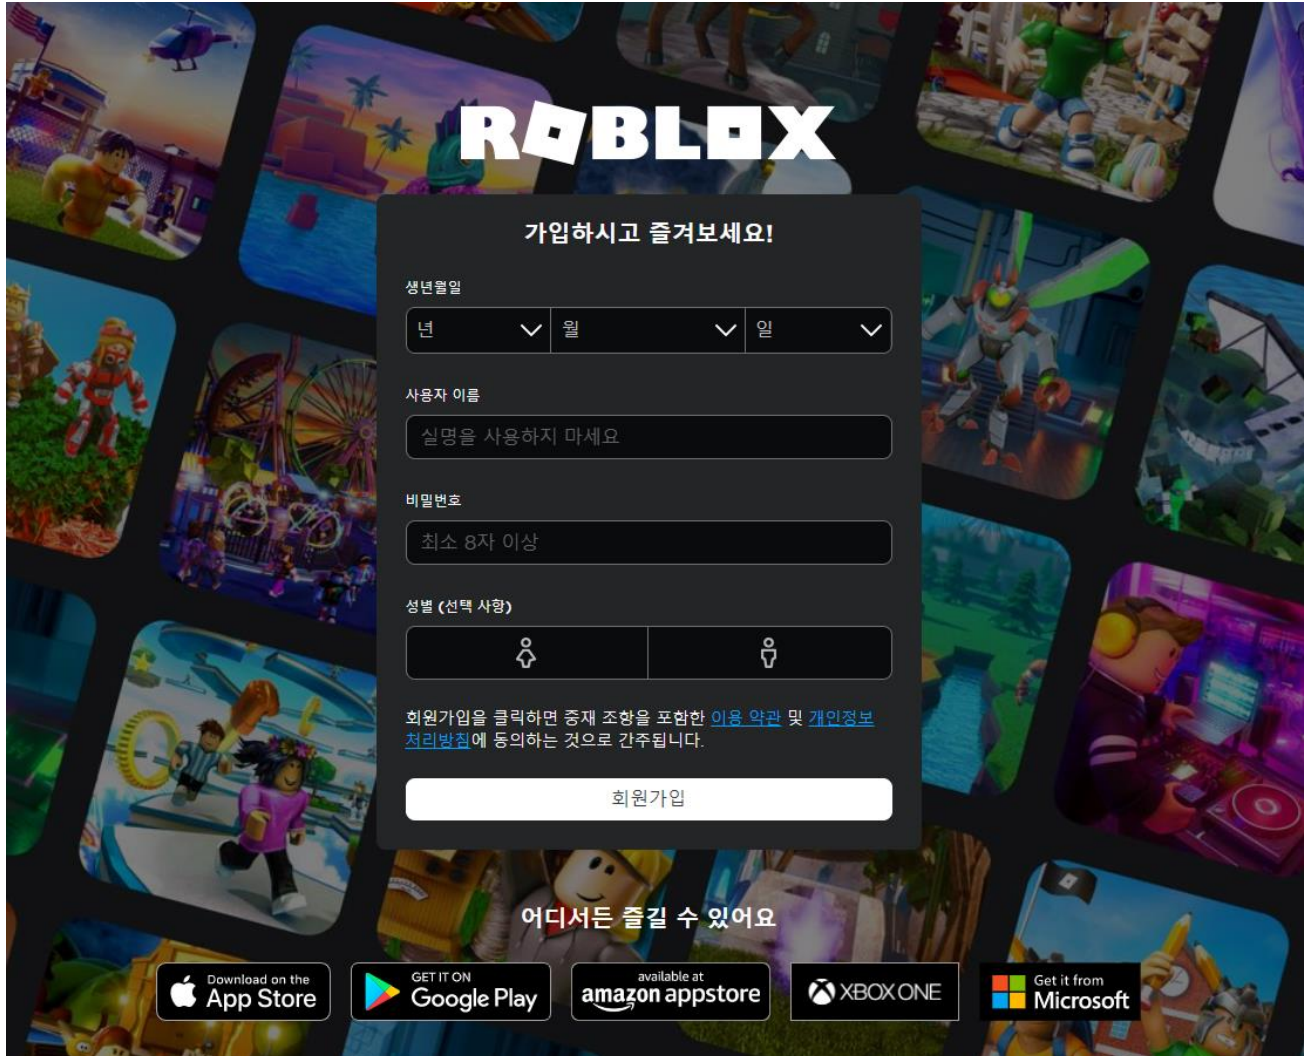 ROBLOX
가입하시고 즐겨보세요!
생년월일
년 월 일
사용자 이름
실명을 사용하지 마세요
비밀번호
최소 8자 이상
성별 (선택 사항)
회원가입을 클릭하면 중재 조항을 포함한 이용 약관 및 개인정보
처리방침에 동의하는 것으로 간주됩니다.
회원가입
어디서든 즐길 수 있어요
Download on the
App Store
GET IT ON
Google Play
available at
amazon appstore
XBOX ONE
Get it from
Microsoft